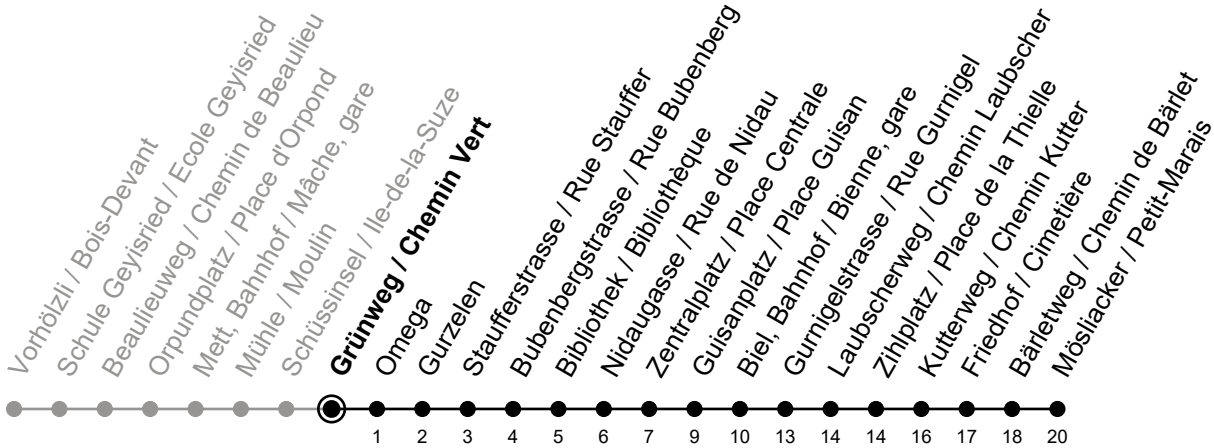 Vorhölzli / Bois-Devant
Schule Geyisried / Ecole Geyisried
Beaulieuweg / Chemin de Beaulieu
Orpundplatz / Place d'Orpond
Mett, Bahnhof / Mâche, gare
Mühle / Moulin
Schüssinsel / Ile-de-la-Suze
Grünweg / Chemin Vert
Omega
Gurzelen
Staufferstrasse / Rue Stauffer
Bubenbergstrasse / Rue Bubenberg
Bibliothek / Bibliothèque
Nidaugasse / Rue de Nidau
Zentralplatz / Place Centrale
Guisanplatz / Place Guisan
Biel, Bahnhof / Bienne, gare
Gurnigelstrasse / Rue Gurnigel
Laubscherweg / Chemin Laubscher
Zihlplatz / Place de la Thielle
Kutterweg / Chemin Kutter
Friedhof / Cimetière
Bärletweg / Chemin de Bärlet
Mösliacker / Petit-Marais
1 2 3 4 5 6 7 9 10 13 14 14 16 17 18 20